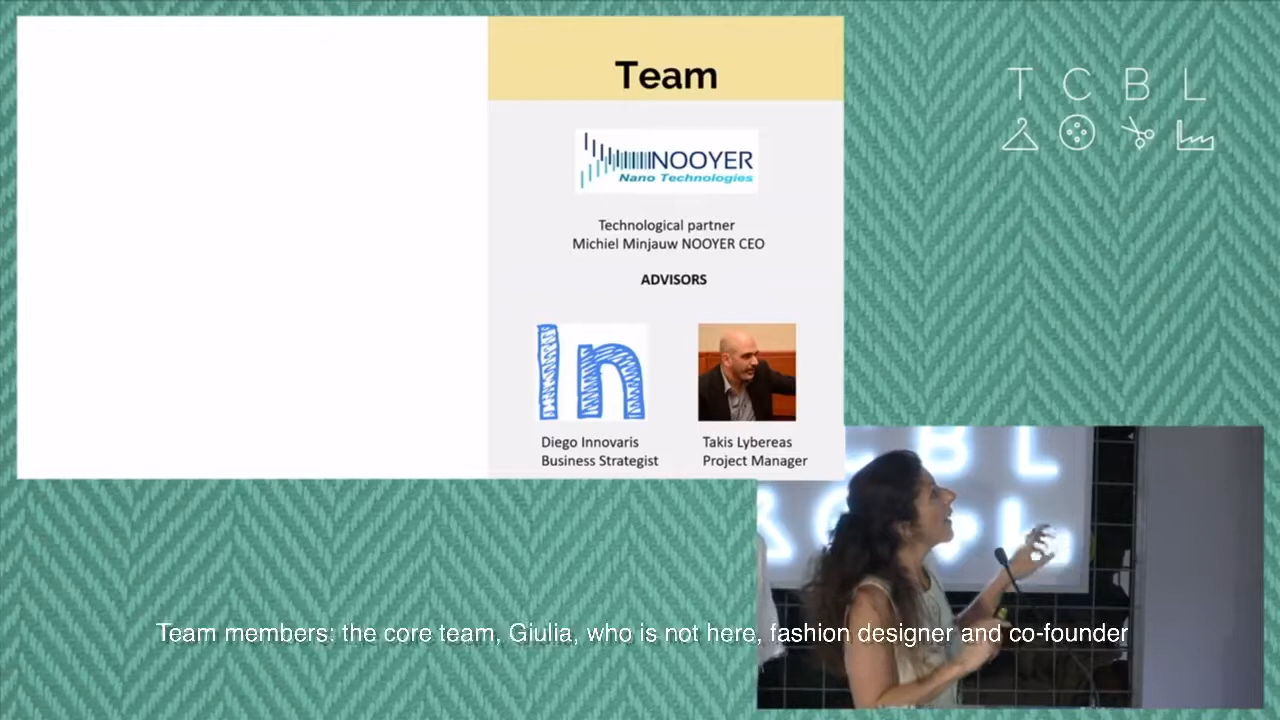 Team
NOOYER
Nano Technologies
Technological partner
Michiel Minjauw NOOYER CEO
ADVISORS
In
Diego Innovaris
Business Strategist
Takis Lybereas
Project Manager
T C B L
B L
Team members: the core team, Giulia, who is not here, fashion designer and co-founder